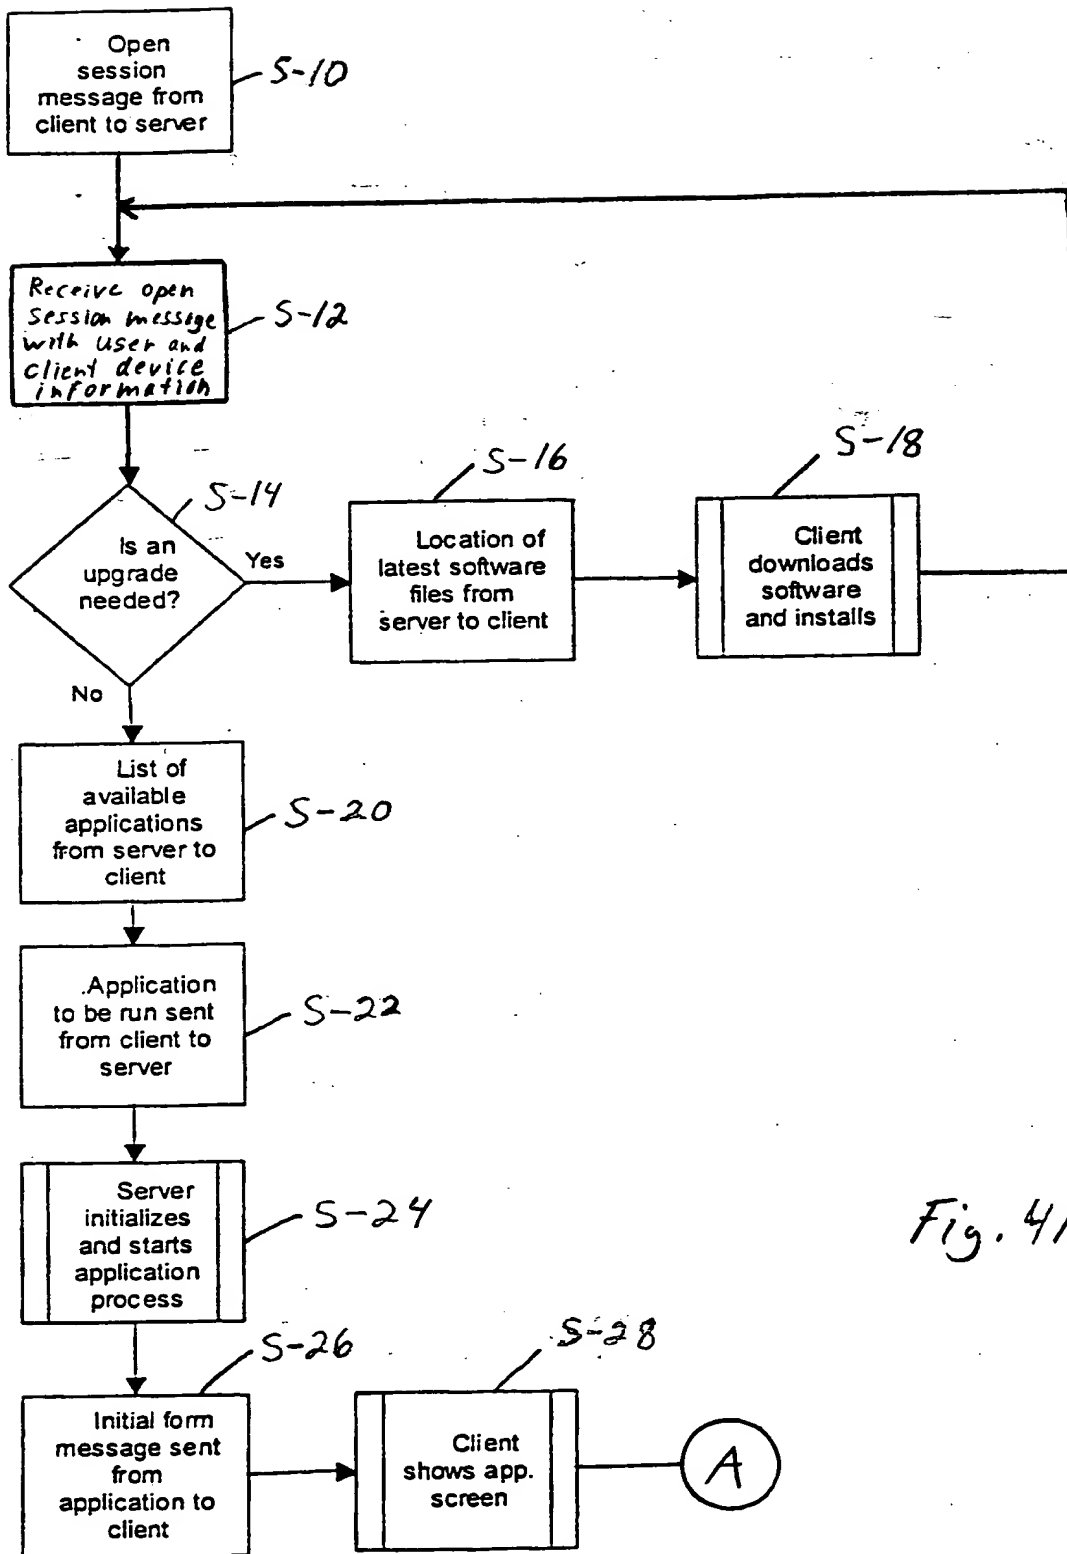 Open
session
message from
client to server
S-10
Receive open
session message
with user and
client device
information
S-12
S-14
Is an
upgrade
needed?
Yes
No
S-16
Location of
latest software
files from
server to client
S-18
Client
downloads
software
and installs
List of
available
applications
from server to
client
S-20
Application
to be run sent
from client to
server
S-22
Server
initializes
and starts
application
process
S-24
S-26
Initial form
message sent
from
application to
client
S-28
Client
shows app.
screen
A
Fig.